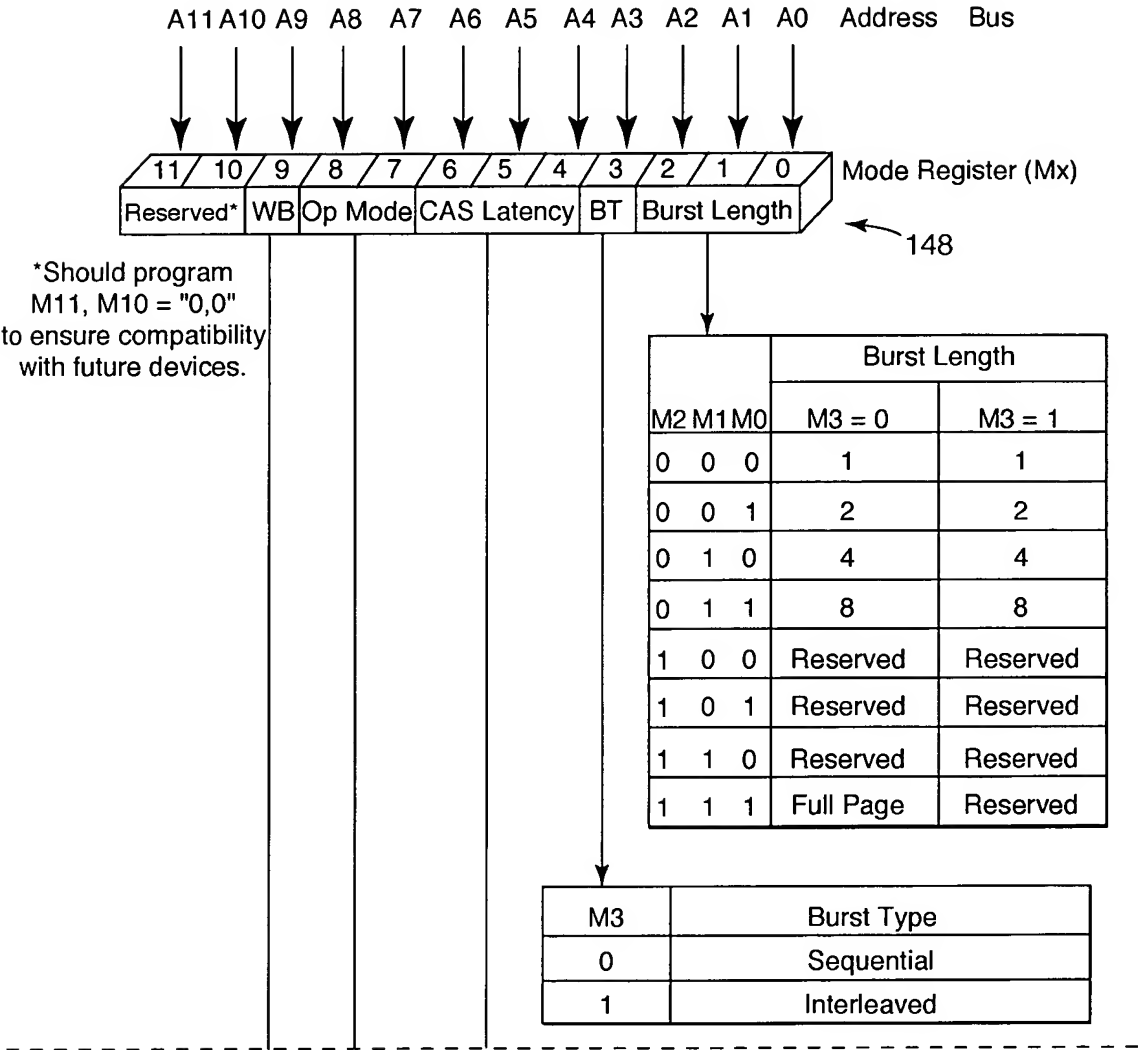 A11 A10 A9 A8 A7 A6 A5 A4 A3 A2 A1 A0 Address Bus
11 10 9 8 7 6 5 4 3 2 1 0 Mode Register (Mx)
Reserved* WB Op Mode CAS Latency BT Burst Length
148
*Should program
M11, M10 = "0,0"
to ensure compatibility
with future devices.
Burst Length
M2 M1 M0 M3 = 0 M3 = 1
0 0 0 1 1
0 0 1 2 2
0 1 0 4 4
0 1 1 8 8
1 0 0 Reserved Reserved
1 0 1 Reserved Reserved
1 1 0 Reserved Reserved
1 1 1 Full Page Reserved
M3 Burst Type
0 Sequential
1 Interleaved